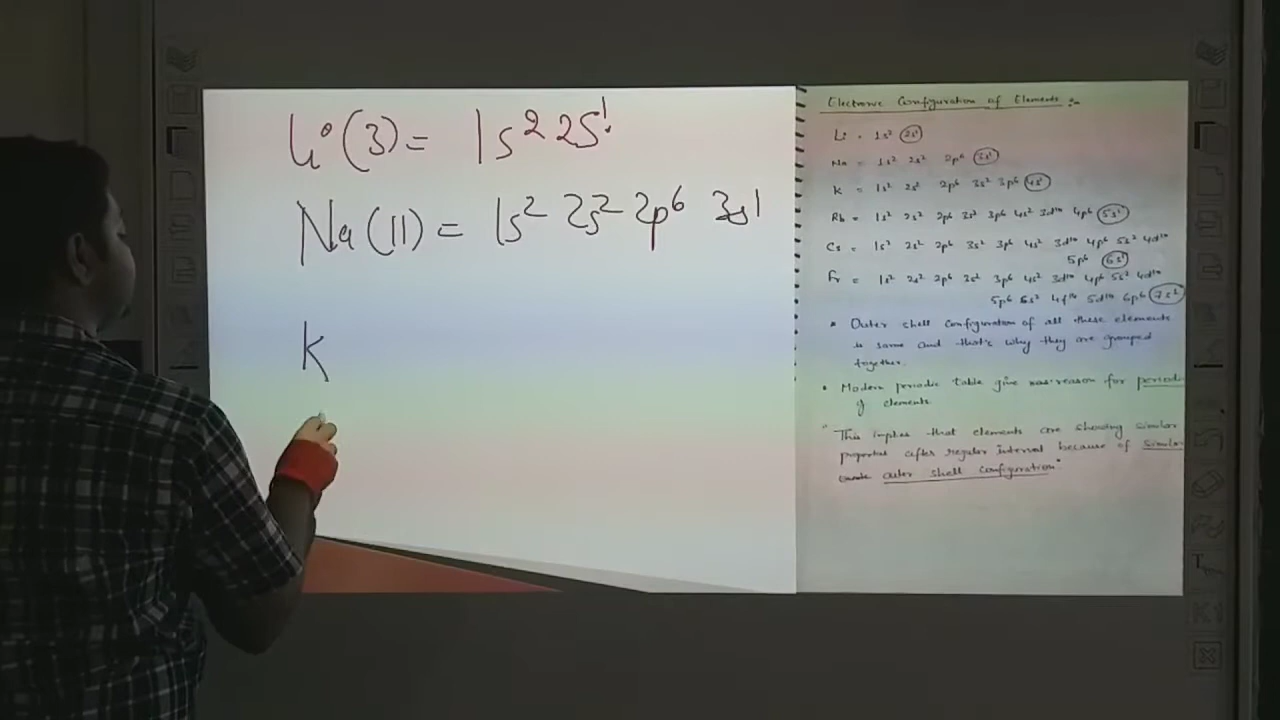 Li (3) = 1s² 2s¹
Na (11) = 1s² 2s² 2p⁶ 3s¹
K
Electronic Configuration of Elements :-
Li = 1s² 2s¹
Na = 1s² 2s² 2p⁶ 3s¹
K = 1s² 2s² 2p⁶ 3s² 3p⁶ 4s¹
Rb = 1s² 2s² 2p⁶ 3s² 3p⁶ 4s² 3d¹⁰ 4p⁶ 5s¹
Cs = 1s² 2s² 2p⁶ 3s² 3p⁶ 4s² 3d¹⁰ 4p⁶ 5s² 4d¹⁰
5p⁶ 6s¹
Fr = 1s² 2s² 2p⁶ 3s² 3p⁶ 4s² 3d¹⁰ 4p⁶ 5s² 4d¹⁰
5p⁶ 6s² 4f¹⁴ 5d¹⁰ 6p⁶ 7s¹
Outer shell configuration of all these elements
is same and that's why they are grouped
together.
• Modern periodic table give reason for
of elements
"This implies that elements are showing similar
properties after regular interval because of
outer shell configuration"
T